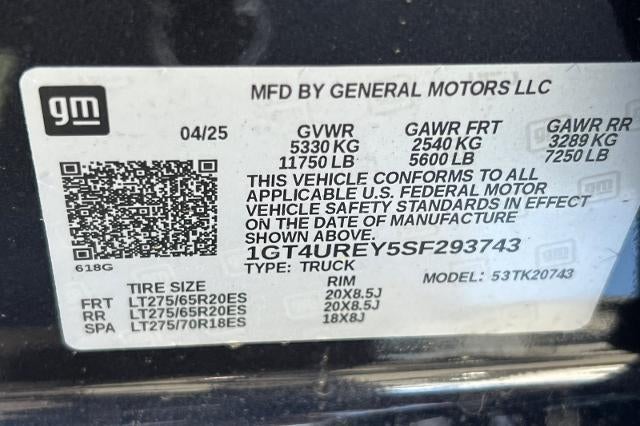 gm
MFD BY GENERAL MOTORS LLC
04/25 GVWR GAWR FRT GAWR RR
5330 KG 2540 KG 3289 KG
11750 LB 5600 LB 7250 LB
THIS VEHICLE CONFORMS TO ALL
APPLICABLE U.S. FEDERAL MOTOR
VEHICLE SAFETY STANDARDS IN EFFECT
ON THE DATE OF MANUFACTURE
SHOWN ABOVE.
618G
1GT4UREY5SF293743
TYPE: TRUCK MODEL: 53TK20743
TIRE SIZE RIM
FRT LT275/65R20ES 20X8.5J
RR LT275/65R20ES 20X8.5J
SPA LT275/70R18ES 18X8J